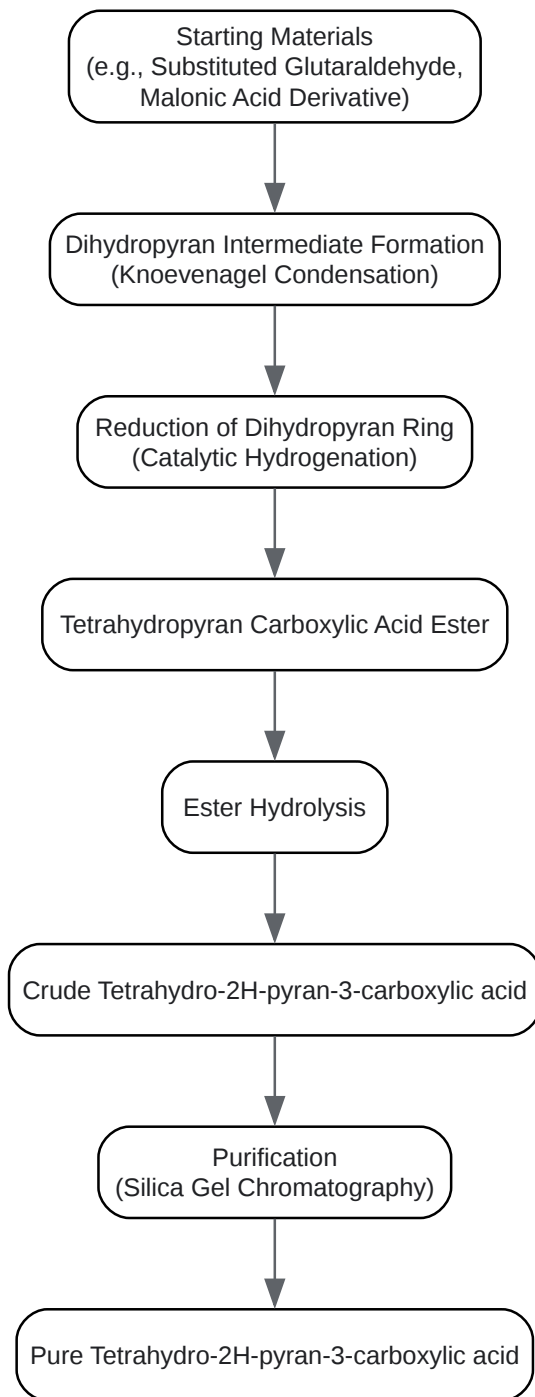 Starting Materials
(e.g., Substituted Glutaraldehyde,
Malonic Acid Derivative)
Dihydropyran Intermediate Formation
(Knoevenagel Condensation)
Reduction of Dihydropyran Ring
(Catalytic Hydrogenation)
Tetrahydropyran Carboxylic Acid Ester
Ester Hydrolysis
Crude Tetrahydro-2H-pyran-3-carboxylic acid
Purification
(Silica Gel Chromatography)
Pure Tetrahydro-2H-pyran-3-carboxylic acid